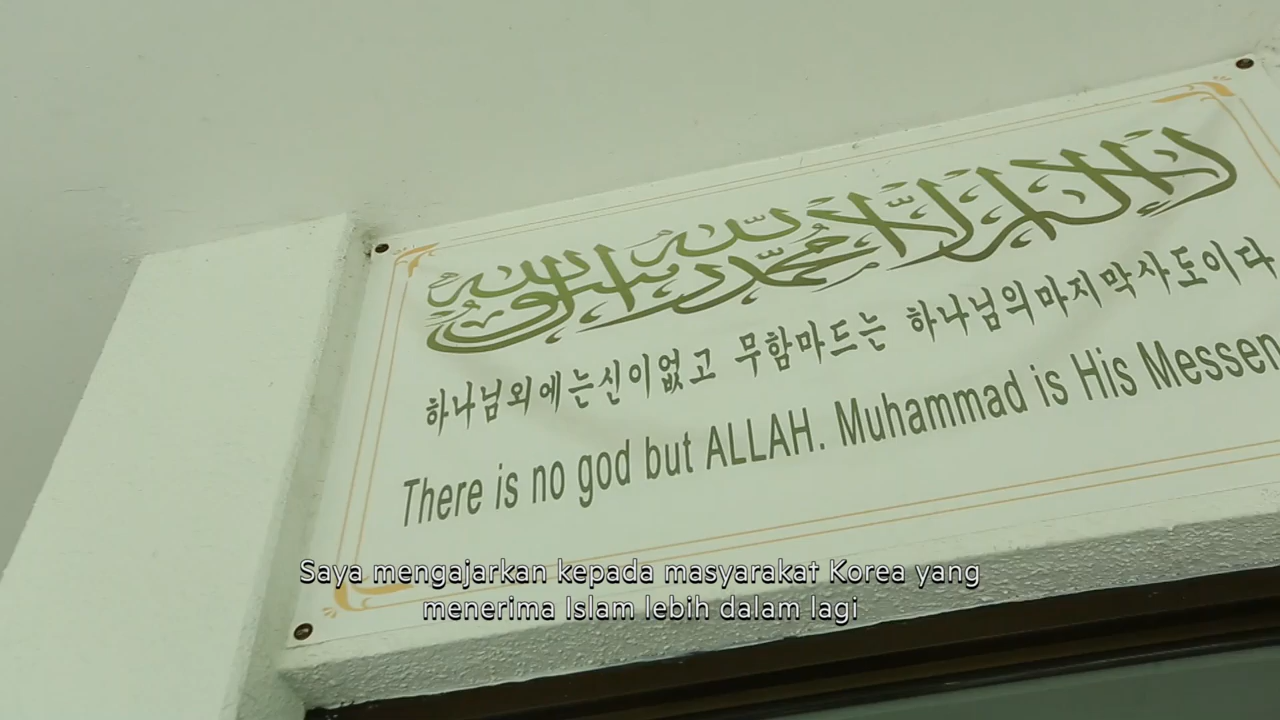 لا إله إلا الله محمد رسول الله
하나님외에는신이없고 무함마드는 하나님의마지막사도이다
There is no god but ALLAH. Muhammad is His Messen
Saya mengajarkan kepada masyarakat Korea yang
menerima Islam lebih dalam lagi